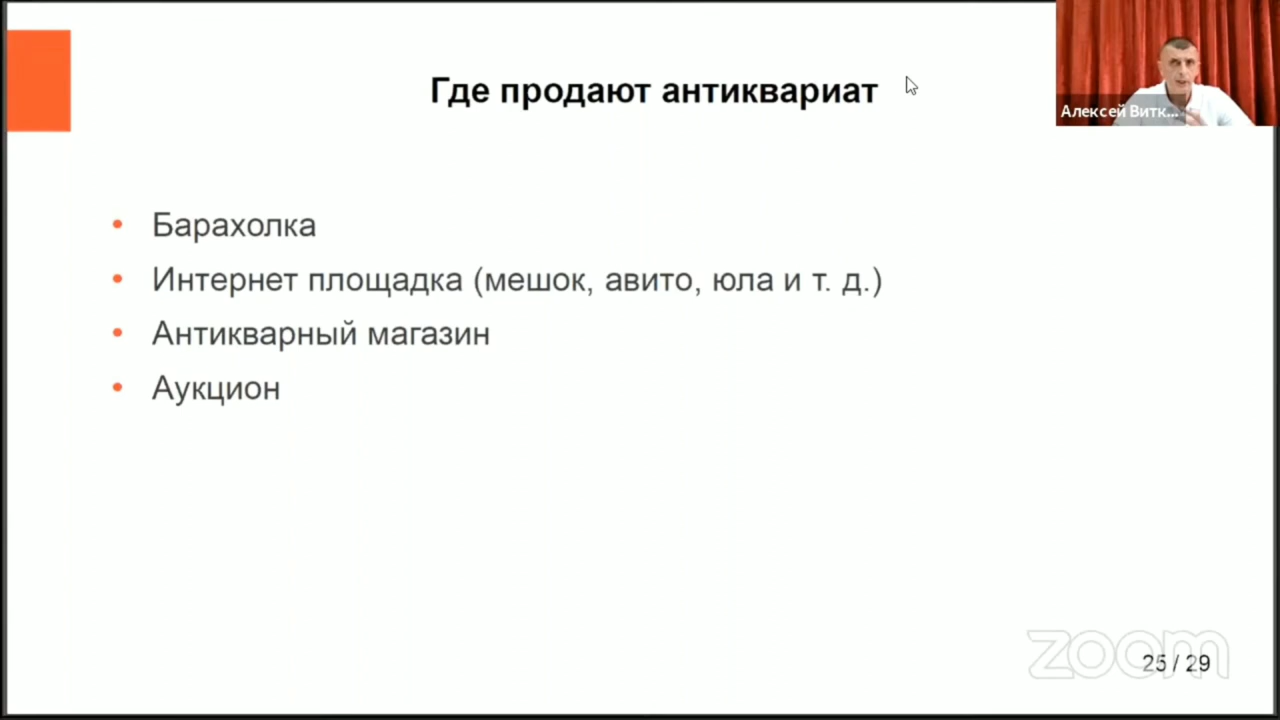 Где продают антиквариат
Алексей Витк...
• Барахолка
• Интернет площадка (мешок, авито, юла и т. д.)
• Антикварный магазин
• Аукцион
zoom
25 / 29